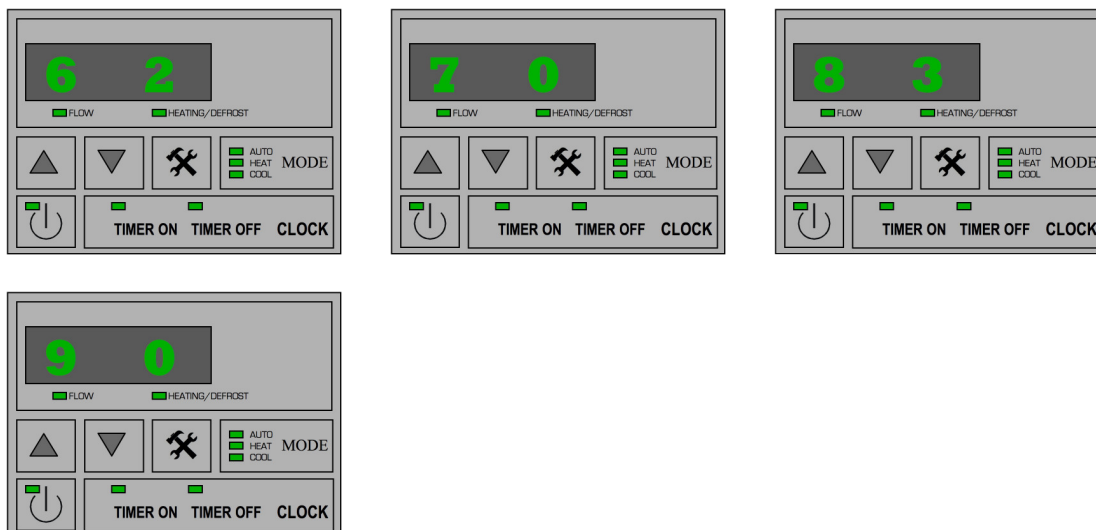 6 2
FLOW HEATING/DEFROST
AUTO
HEAT MODE
COOL
TIMER ON TIMER OFF CLOCK
7 0
FLOW HEATING/DEFROST
AUTO
HEAT MODE
COOL
TIMER ON TIMER OFF CLOCK
8 3
FLOW HEATING/DEFROST
AUTO
HEAT MODE
COOL
TIMER ON TIMER OFF CLOCK
9 0
FLOW HEATING/DEFROST
AUTO
HEAT MODE
COOL
TIMER ON TIMER OFF CLOCK